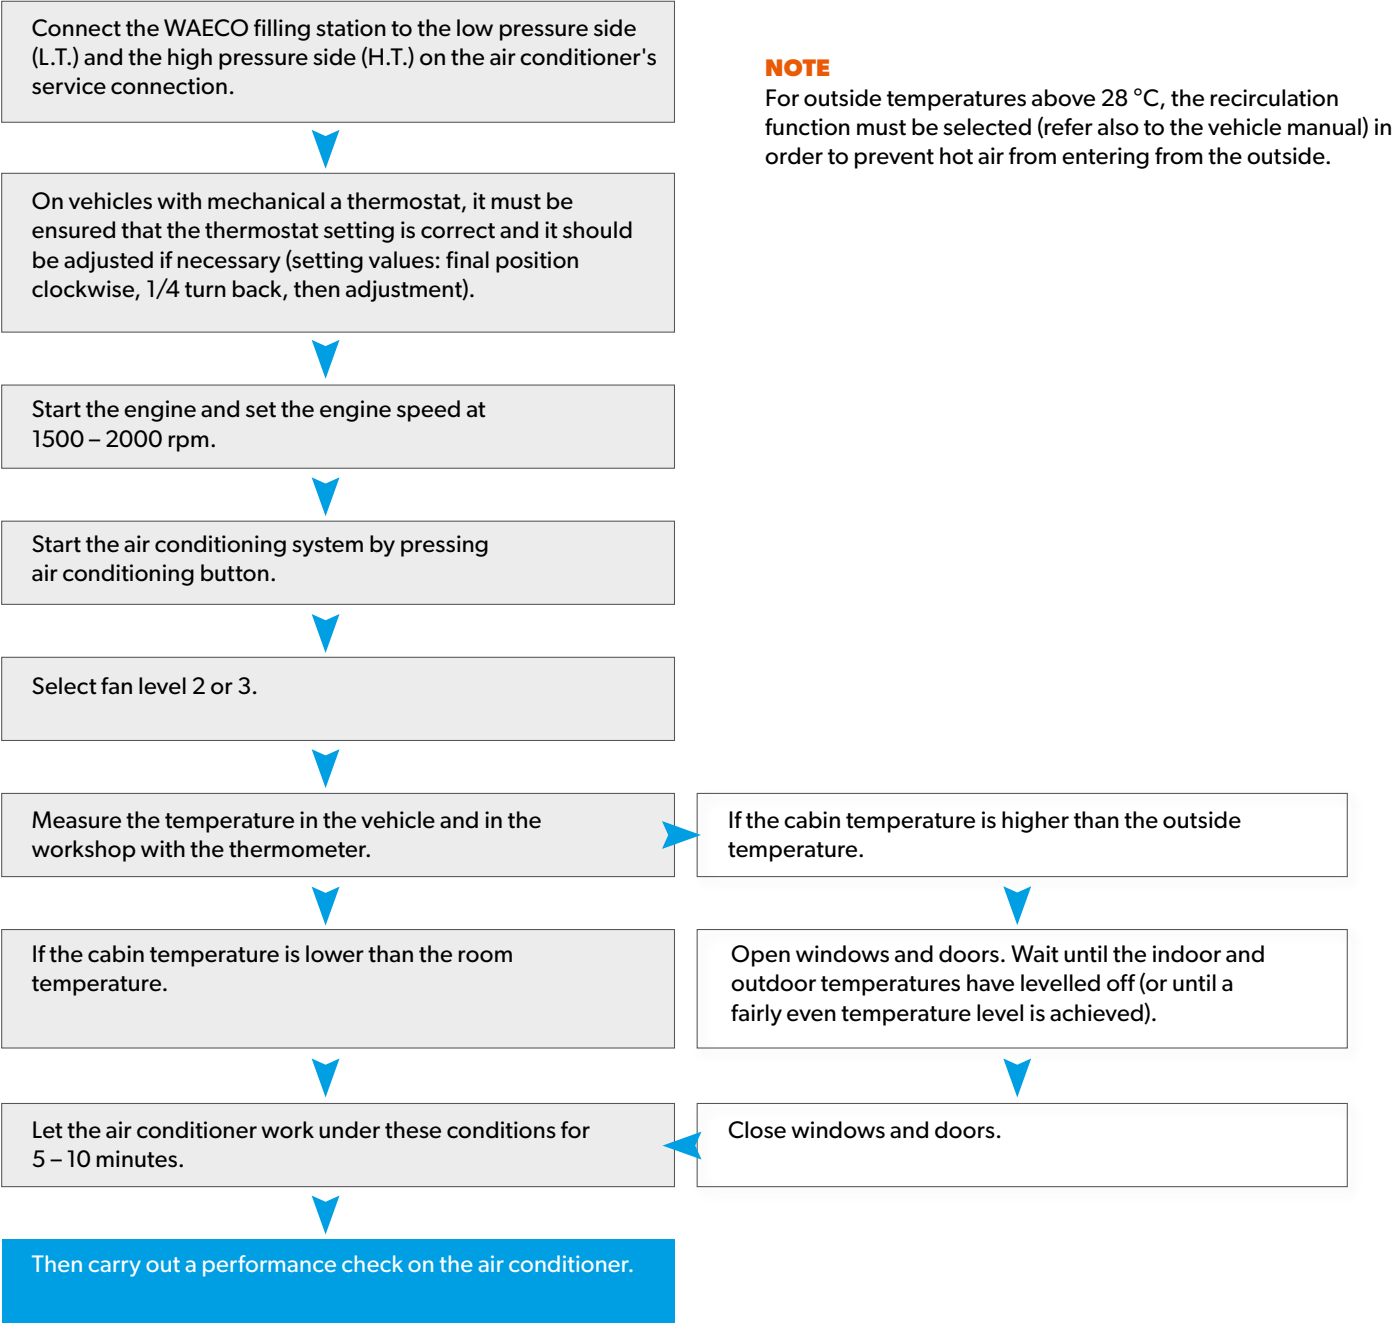 Connect the WAECO filling station to the low pressure side
(L.T.) and the high pressure side (H.T.) on the air conditioner's
service connection.
NOTE
For outside temperatures above 28 °C, the recirculation
function must be selected (refer also to the vehicle manual) in
order to prevent hot air from entering from the outside.
On vehicles with mechanical a thermostat, it must be
ensured that the thermostat setting is correct and it should
be adjusted if necessary (setting values: final position
clockwise, 1/4 turn back, then adjustment).
Start the engine and set the engine speed at
1500 – 2000 rpm.
Start the air conditioning system by pressing
air conditioning button.
Select fan level 2 or 3.
Measure the temperature in the vehicle and in the
workshop with the thermometer.
If the cabin temperature is higher than the outside
temperature.
If the cabin temperature is lower than the room
temperature.
Open windows and doors. Wait until the indoor and
outdoor temperatures have levelled off (or until a
fairly even temperature level is achieved).
Let the air conditioner work under these conditions for
5 – 10 minutes.
Close windows and doors.
Then carry out a performance check on the air conditioner.